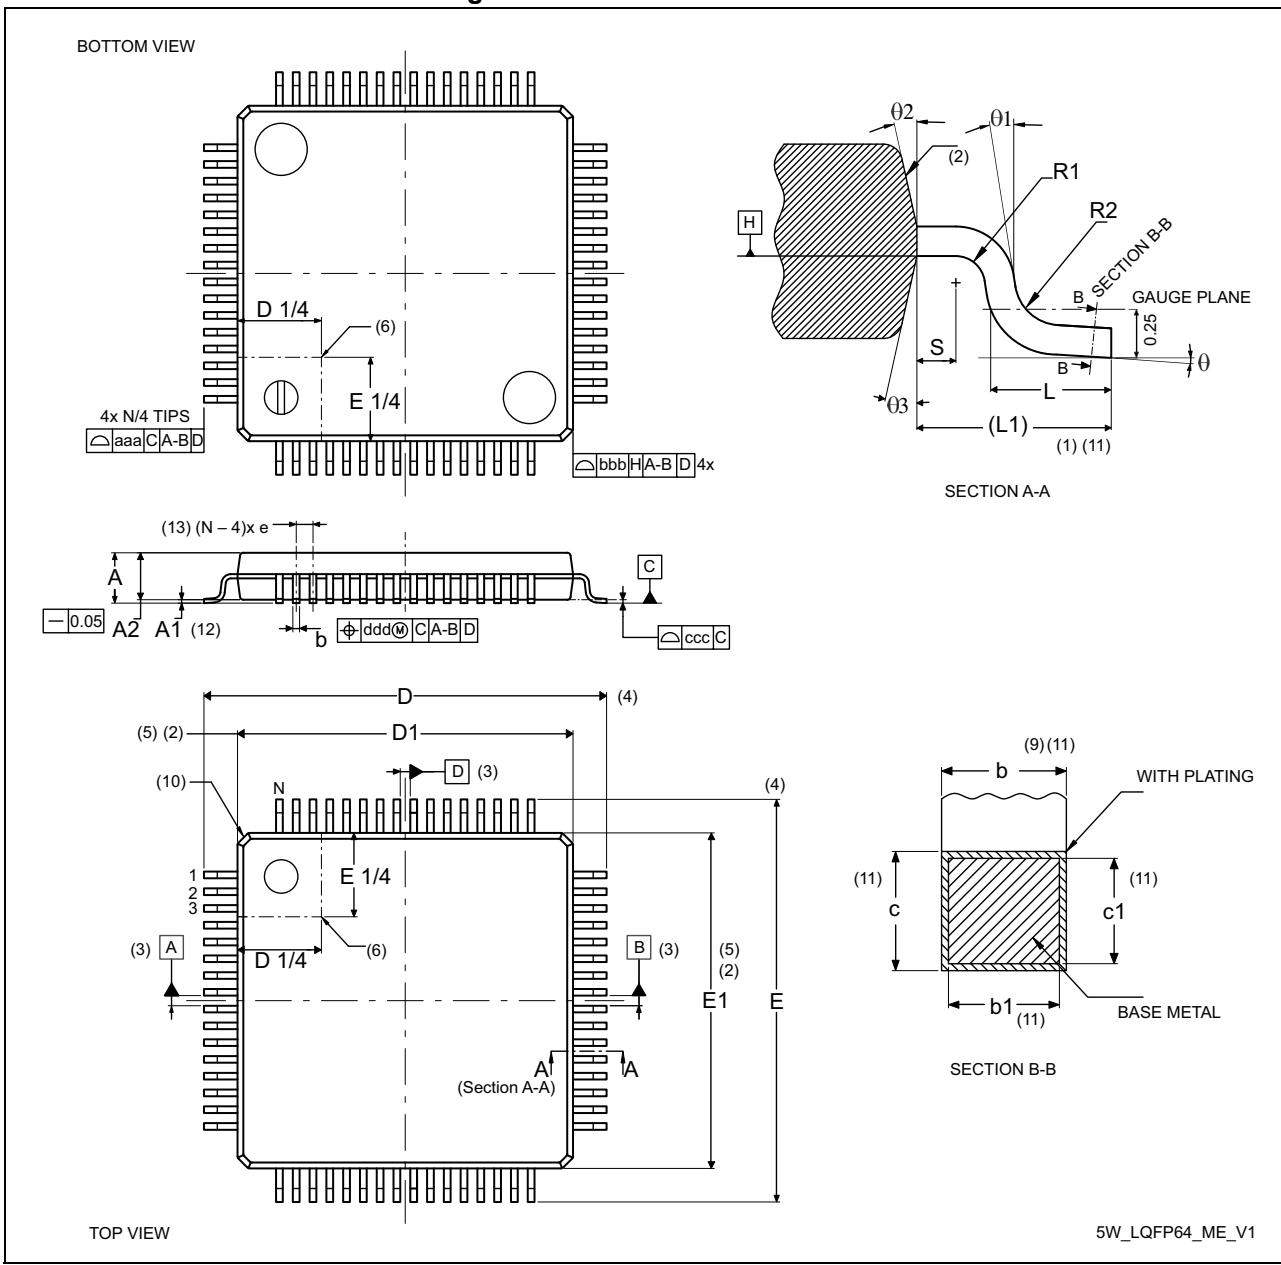 g
BOTTOM VIEW
D 1/4
(6)
E 1/4
4x N/4 TIPS
aaa C A-B D
bbb H A-B D 4x
θ2
θ1
(2)
R1
R2
H
SECTION B-B
B
GAUGE PLANE
0.25
S
B
θ
L
θ3
(L1)
(1) (11)
SECTION A-A
(13) (N – 4)x e
A
C
0.05
A2
A1
(12)
b
ddd Ⓜ C A-B D
ccc C
D
(4)
(5) (2)
D1
(10)
N
D
(3)
(4)
1
2
3
E 1/4
(6)
D 1/4
(3)
A
B
(3)
(5)
(2)
E1
E
A
A
(Section A-A)
TOP VIEW
(9) (11)
b
WITH PLATING
(11)
c
(11)
c1
b1
(11)
BASE METAL
SECTION B-B
5W_LQFP64_ME_V1